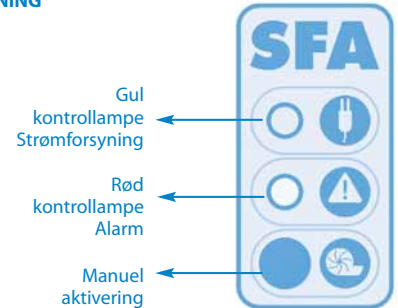 NING
SFA
Gul
kontrollampe
Strømforsyning
Rød
kontrollampe
Alarm
Manuel
aktivering